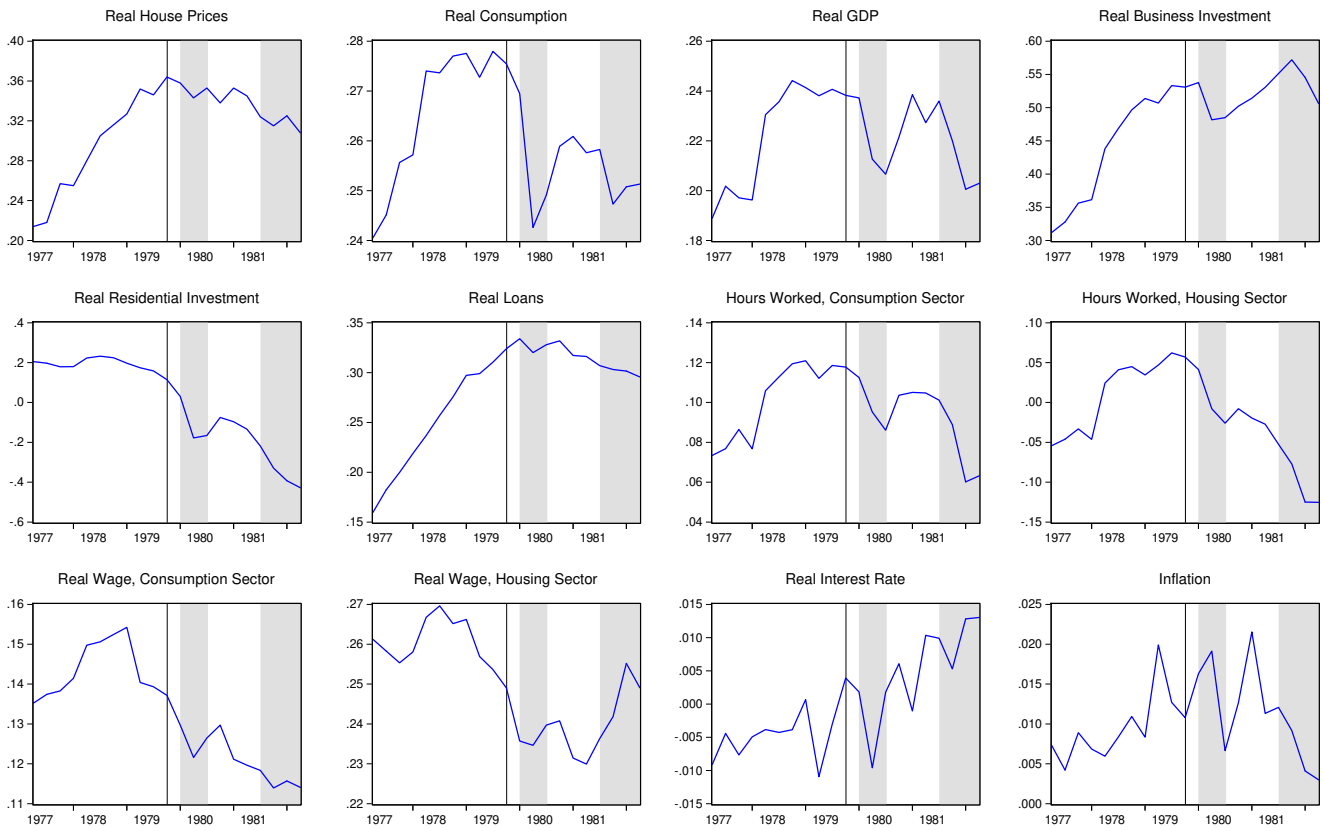 Real House Prices
.40
.36
.32
.28
.24
.20
1977 1978 1979 1980 1981
Real Consumption
.28
.27
.26
.25
.24
1977 1978 1979 1980 1981
Real GDP
.26
.24
.22
.20
.18
1977 1978 1979 1980 1981
Real Business Investment
.60
.55
.50
.45
.40
.35
.30
1977 1978 1979 1980 1981
Real Residential Investment
.4
.2
.0
-.2
-.4
-.6
1977 1978 1979 1980 1981
Real Loans
.35
.30
.25
.20
.15
1977 1978 1979 1980 1981
Hours Worked, Consumption Sector
.14
.12
.10
.08
.06
.04
1977 1978 1979 1980 1981
Hours Worked, Housing Sector
.10
.05
.00
-.05
-.10
-.15
1977 1978 1979 1980 1981
Real Wage, Consumption Sector
.16
.15
.14
.13
.12
.11
1977 1978 1979 1980 1981
Real Wage, Housing Sector
.27
.26
.25
.24
.23
.22
1977 1978 1979 1980 1981
Real Interest Rate
.015
.010
.005
.000
-.005
-.010
-.015
1977 1978 1979 1980 1981
Inflation
.025
.020
.015
.010
.005
.000
1977 1978 1979 1980 1981